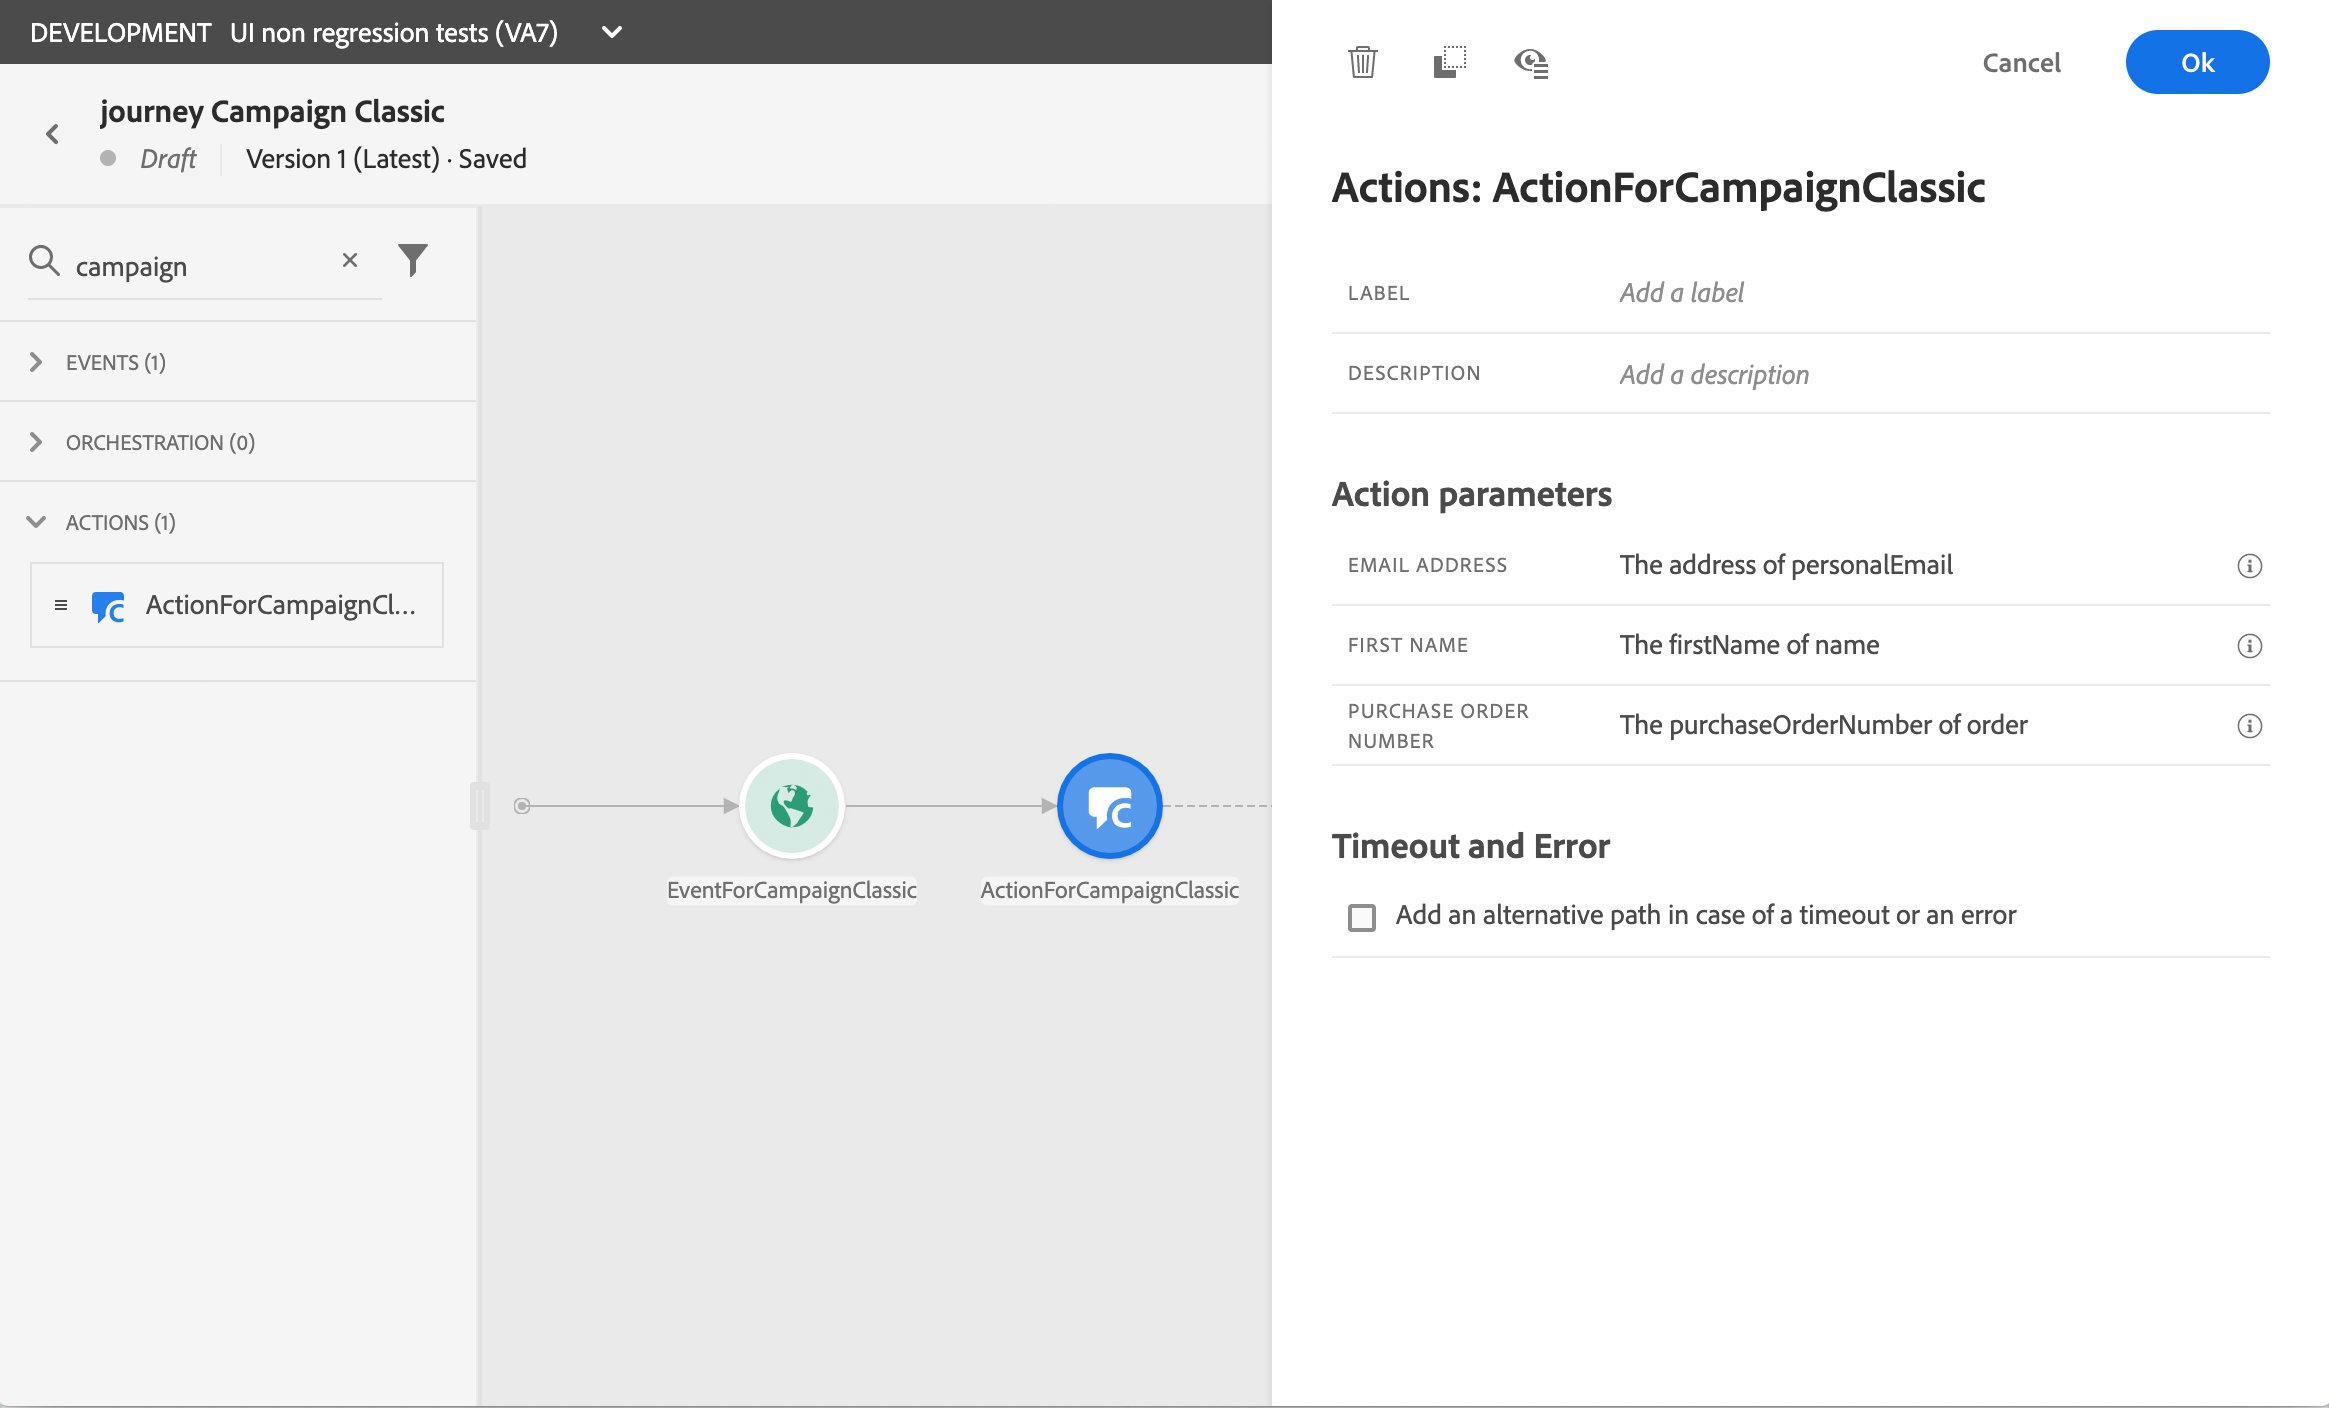 DEVELOPMENT UI non regression tests (VA7)
journey Campaign Classic
Draft Version 1 (Latest) · Saved
campaign
EVENTS (1)
ORCHESTRATION (0)
ACTIONS (1)
ActionForCampaignCl...
EventForCampaignClassic
ActionForCampaignClassic
Cancel
Ok
Actions: ActionForCampaignClassic
LABEL Add a label
DESCRIPTION Add a description
Action parameters
EMAIL ADDRESS The address of personalEmail
FIRST NAME The firstName of name
PURCHASE ORDER
NUMBER
The purchaseOrderNumber of order
Timeout and Error
Add an alternative path in case of a timeout or an error